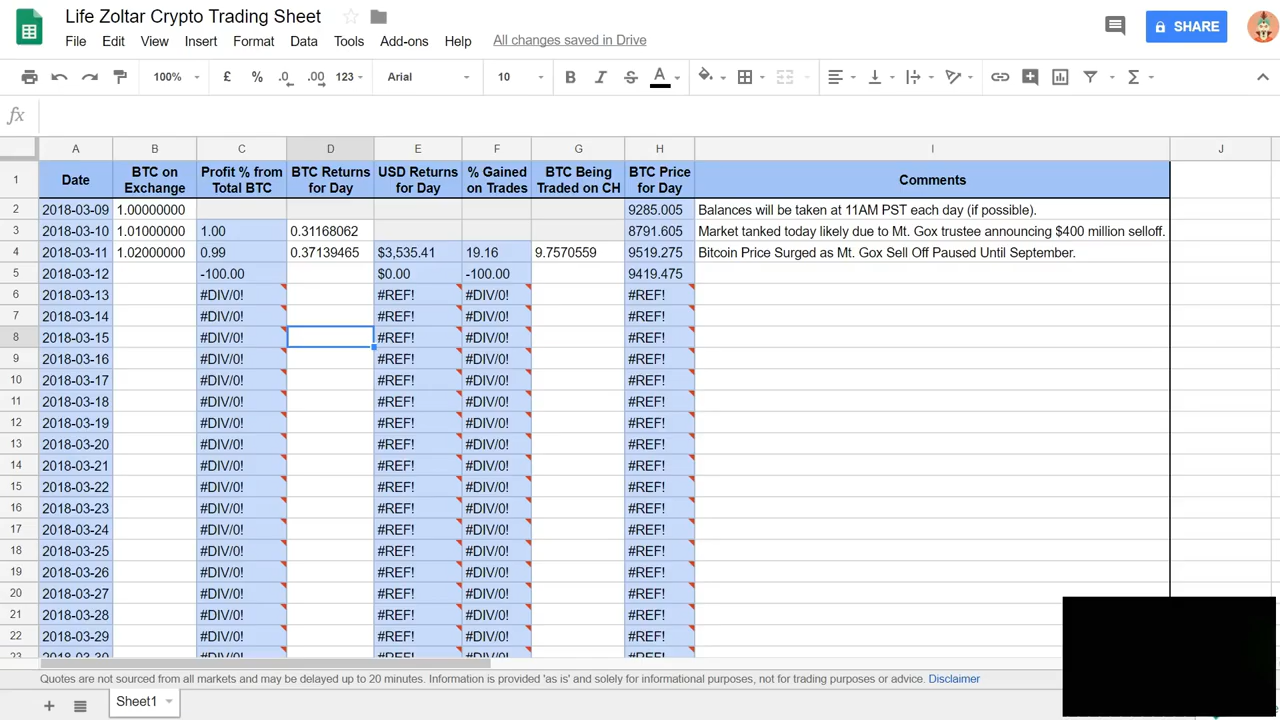 Life Zoltar Crypto Trading Sheet
File Edit View Insert Format Data Tools Add-ons Help All changes saved in Drive
SHARE
100% £ % .0 .00 123 Arial 10 B I S A Σ
fx
A B C D E F G H I J
1 Date BTC on Exchange Profit % from Total BTC BTC Returns for Day USD Returns for Day % Gained on Trades BTC Being Traded on CH BTC Price for Day Comments
2 2018-03-09 1.00000000 9285.005 Balances will be taken at 11AM PST each day (if possible).
3 2018-03-10 1.01000000 1.00 0.31168062 8791.605 Market tanked today likely due to Mt. Gox trustee announcing $400 million selloff.
4 2018-03-11 1.02000000 0.99 0.37139465 $3,535.41 19.16 9.7570559 9519.275 Bitcoin Price Surged as Mt. Gox Sell Off Paused Until September.
5 2018-03-12 -100.00 $0.00 -100.00 9419.475
6 2018-03-13 #DIV/0! #REF! #DIV/0! #REF!
7 2018-03-14 #DIV/0! #REF! #DIV/0! #REF!
8 2018-03-15 #DIV/0! #REF! #DIV/0! #REF!
9 2018-03-16 #DIV/0! #REF! #DIV/0! #REF!
10 2018-03-17 #DIV/0! #REF! #DIV/0! #REF!
11 2018-03-18 #DIV/0! #REF! #DIV/0! #REF!
12 2018-03-19 #DIV/0! #REF! #DIV/0! #REF!
13 2018-03-20 #DIV/0! #REF! #DIV/0! #REF!
14 2018-03-21 #DIV/0! #REF! #DIV/0! #REF!
15 2018-03-22 #DIV/0! #REF! #DIV/0! #REF!
16 2018-03-23 #DIV/0! #REF! #DIV/0! #REF!
17 2018-03-24 #DIV/0! #REF! #DIV/0! #REF!
18 2018-03-25 #DIV/0! #REF! #DIV/0! #REF!
19 2018-03-26 #DIV/0! #REF! #DIV/0! #REF!
20 2018-03-27 #DIV/0! #REF! #DIV/0! #REF!
21 2018-03-28 #DIV/0! #REF! #DIV/0! #REF!
22 2018-03-29 #DIV/0! #REF! #DIV/0! #REF!
23 2018-03-30 #DIV/0! #REF! #DIV/0! #REF!
Quotes are not sourced from all markets and may be delayed up to 20 minutes. Information is provided 'as is' and solely for informational purposes, not for trading purposes or advice. Disclaimer
Sheet1